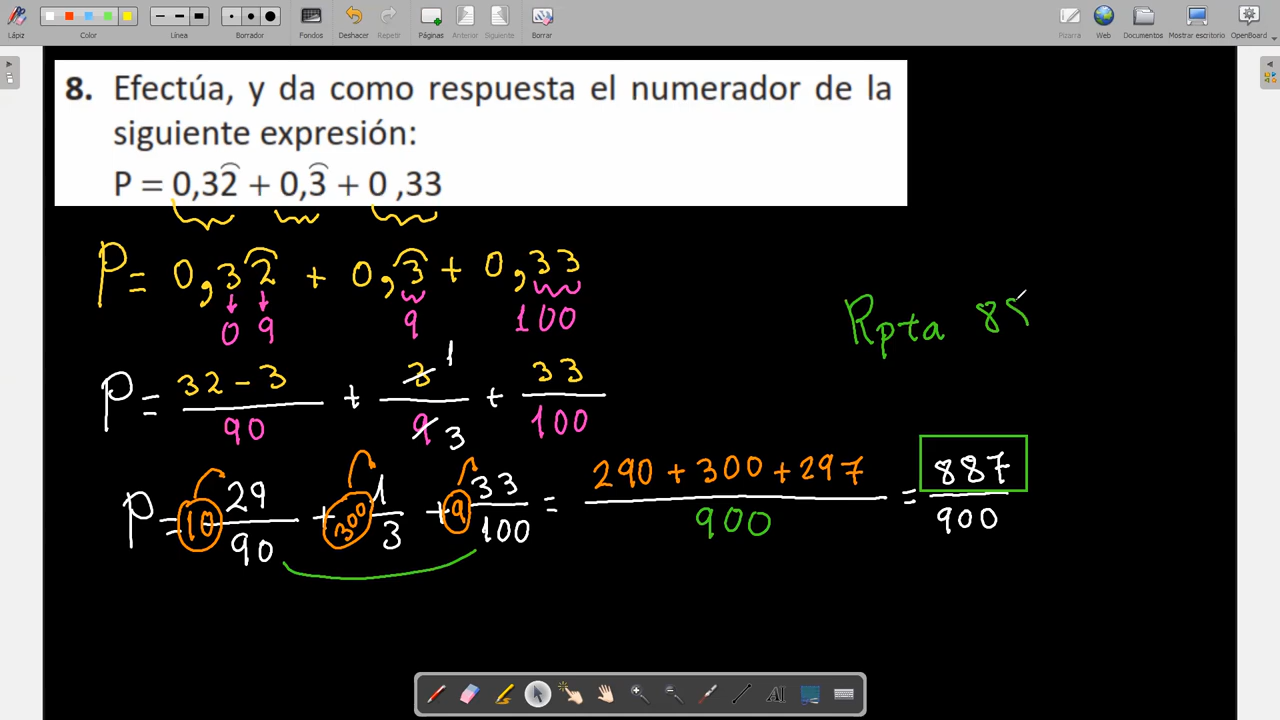 Lápiz Color Línea Borrador Fondos Deshacer Repetir Páginas Anterior Siguiente Borrar Pizarra Web Documentos Mostrar escritorio OpenBoard
8. Efectúa, y da como respuesta el numerador de la
siguiente expresión:
P = 0,32͡ + 0,3͡ + 0 ,33
P = 0,32͡ + 0,3͡ + 0,33
0 9 9 100
P = 32 - 3 / 90 + 3 1 / 9 3 + 33 / 100
P = 10 29 / 90 + 300 1 / 3 + 9 33 / 100 = 290 + 300 + 297 / 900 = 887 / 900
Rpta 8
AI